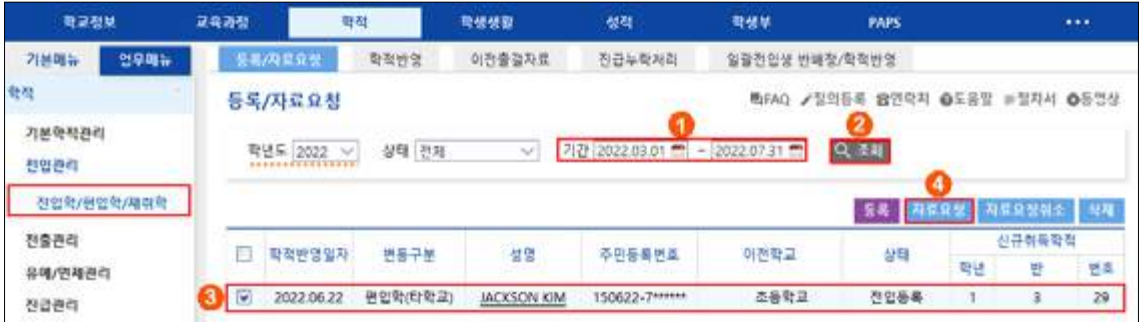 학교정보 교육과정 학적 학생생활 성적 학생부 PAPS ...
기본메뉴 업무메뉴 등록/자료요청 학적반영 이전출결자료 진급누락처리 일괄전입생 반배정/학적반영
학적
등록/자료요청 FAQ 질의등록 연락처 도움말 절차서 동영상
기본학적관리
전입관리
전입학/편입학/재취학
전출관리
유예/면제관리
진급관리
1 2
학년도 2022 상태 전체 기간 2022.03.01 ~ 2022.07.31 조회
4
등록 자료요청 자료요청취소 삭제
학적반영일자 변동구분 성명 주민등록번호 이전학교 상태 신규취득학적
학년 반 번호
3 2022.06.22 편입학(타학교) JACKSON KIM 150622-7****** 초등학교 전입등록 1 3 29